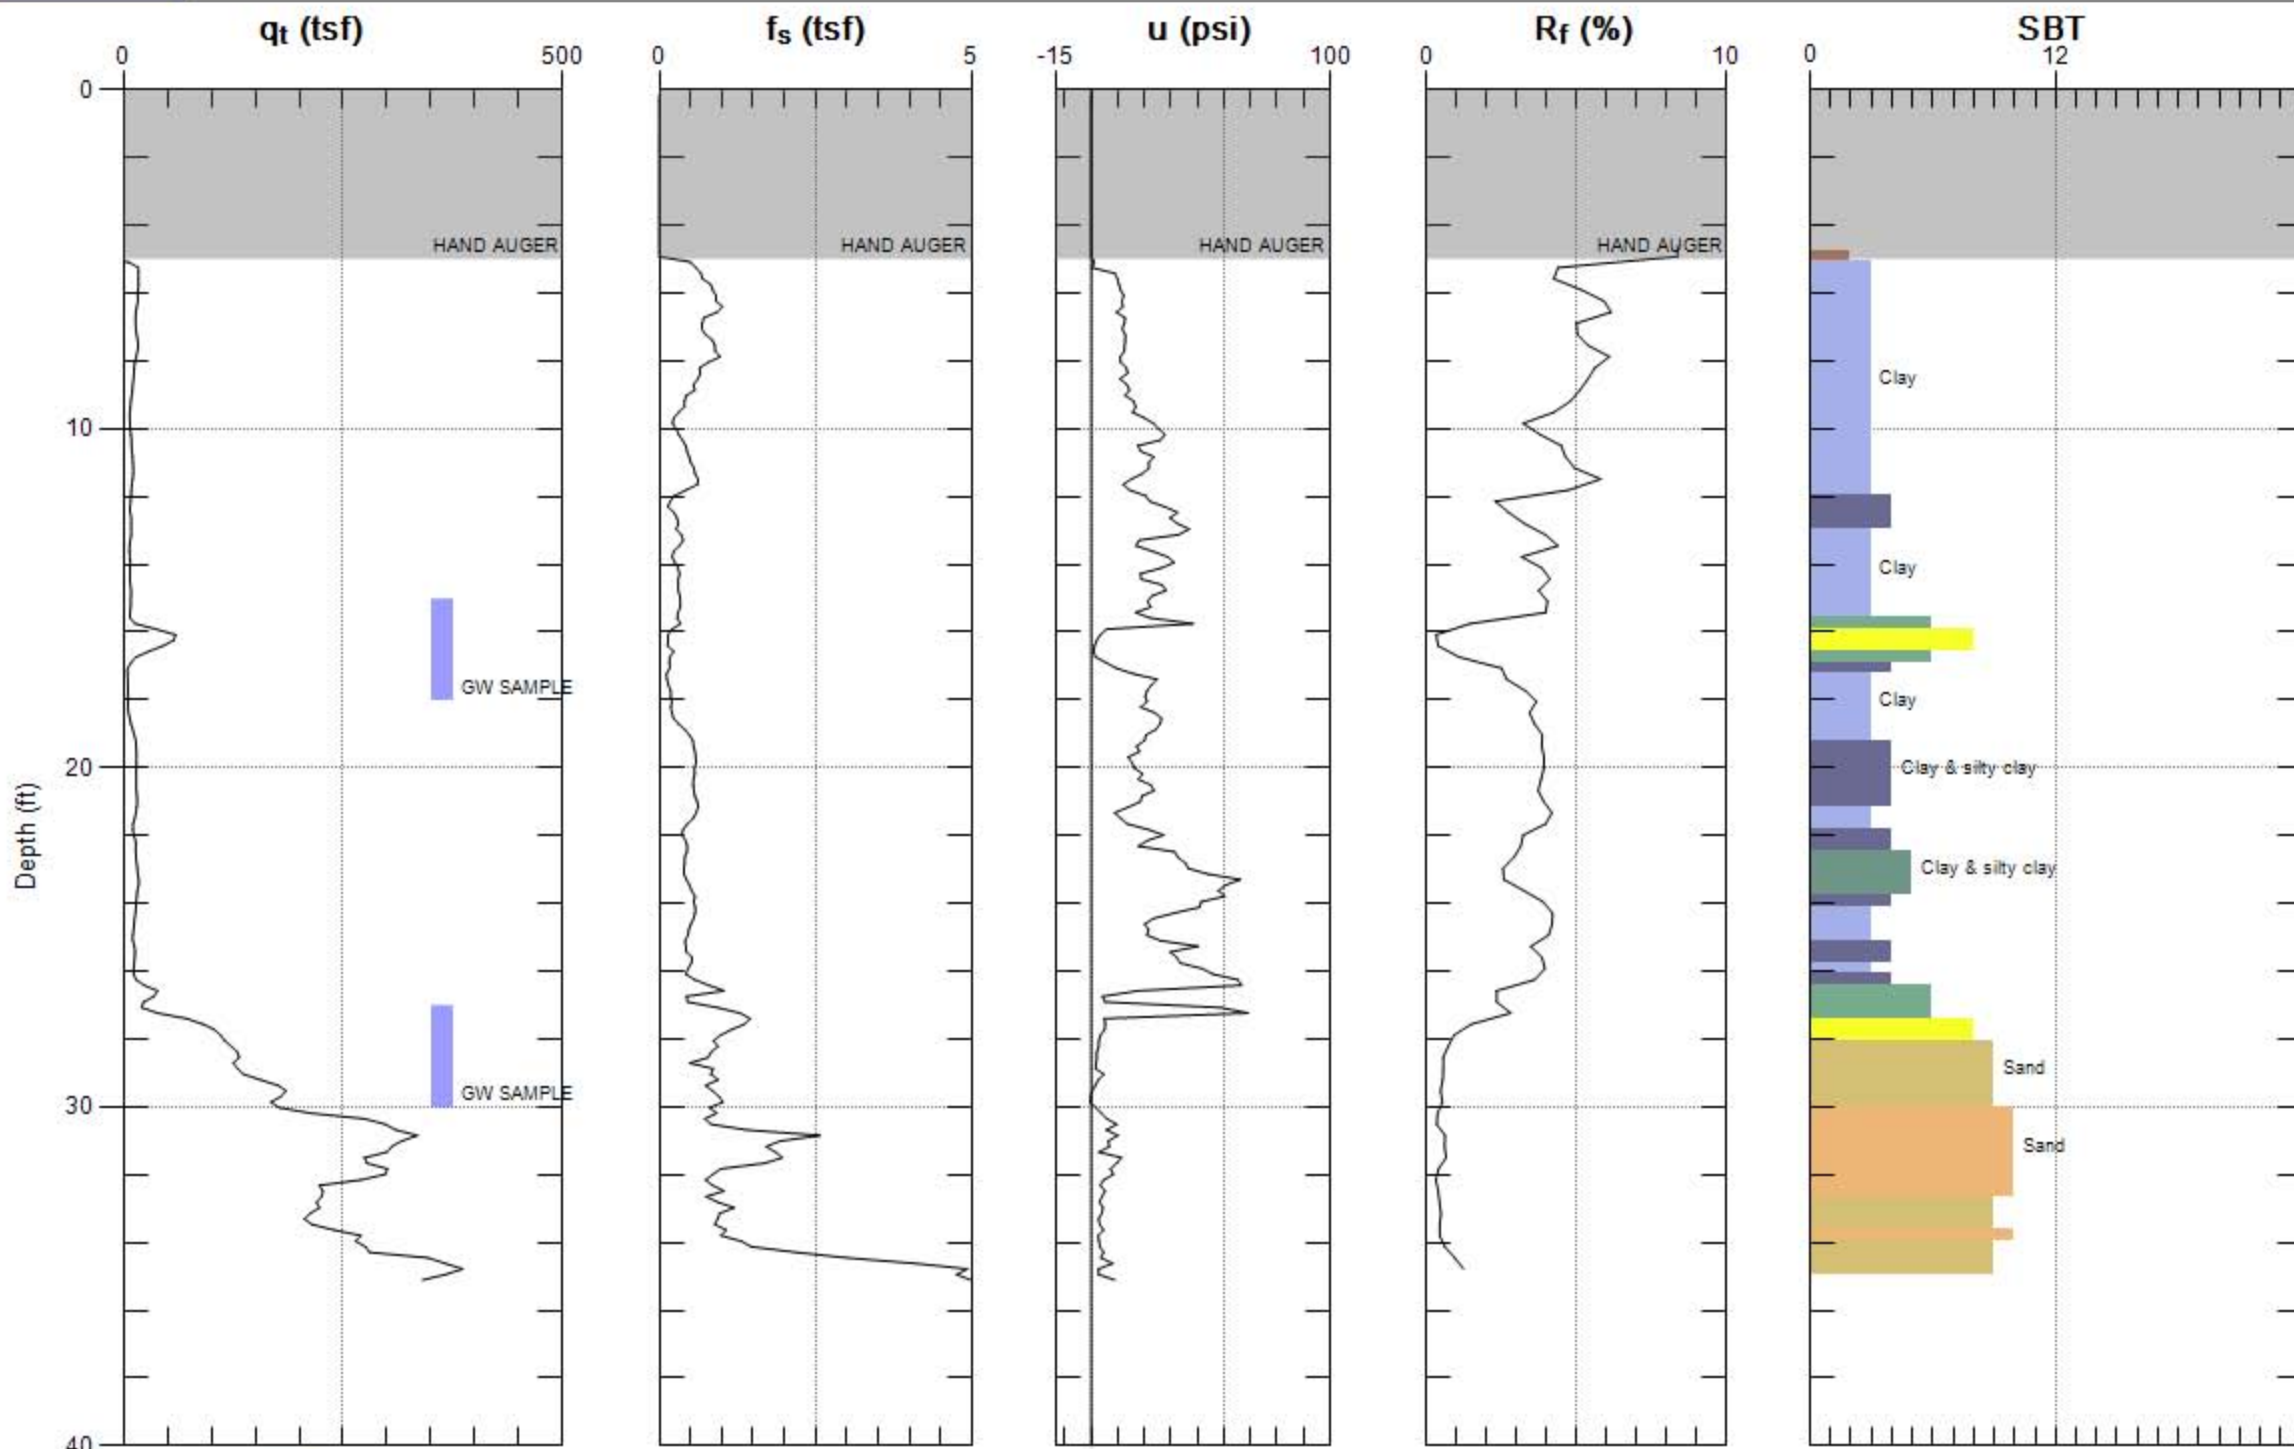 qt (tsf) fs (tsf) u (psi) Rf (%) SBT
0 500 0 5 -15 100 0 10 0 12
0
HAND AUGER HAND AUGER HAND AUGER HAND AUGER
Clay
10
Clay
GW SAMPLE
Clay
20 Clay & silty clay
Depth (ft)
Clay & silty clay
Sand
GW SAMPLE
30
Sand
40